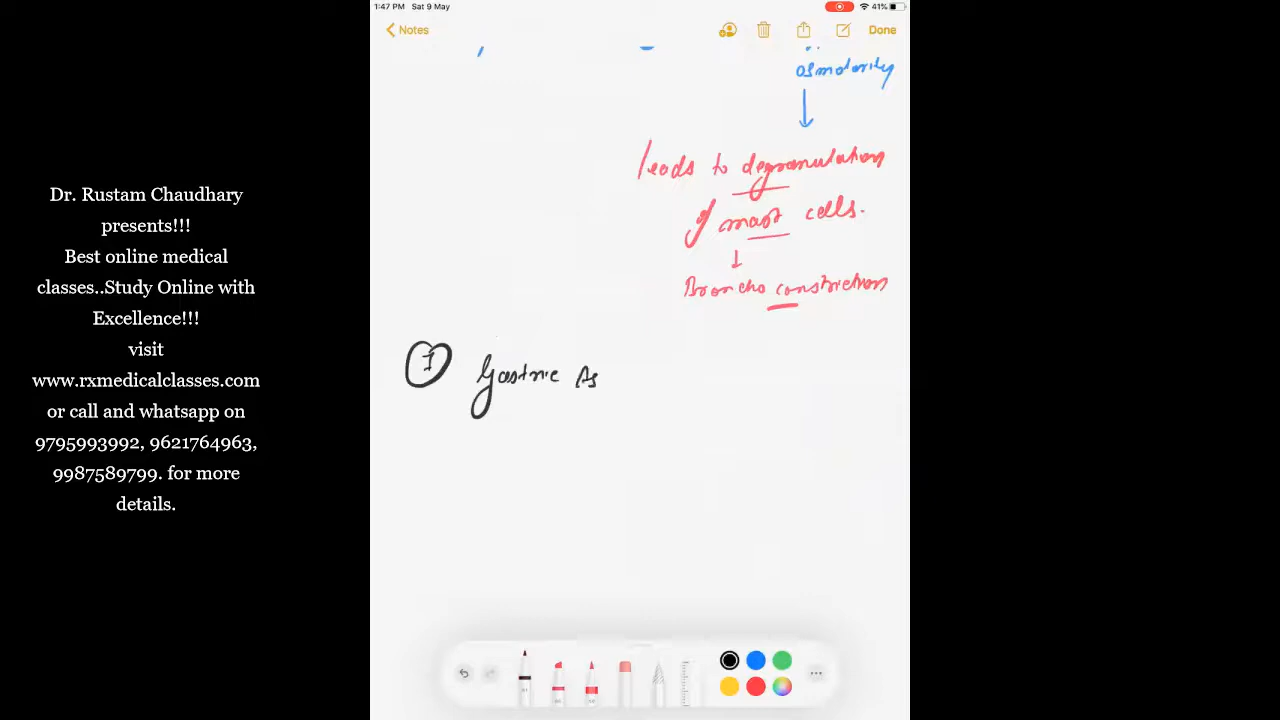 1:47 PM Sat 9 May
41%
Notes
Done
osmolarity
leads to degranulation
of mast cells.
Broncho constriction
Dr. Rustam Chaudhary
presents!!!
Best online medical
classes..Study Online with
Excellence!!!
visit
www.rxmedicalclasses.com
or call and whatsapp on
9795993992, 9621764963,
9987589799. for more
details.
Gastric As